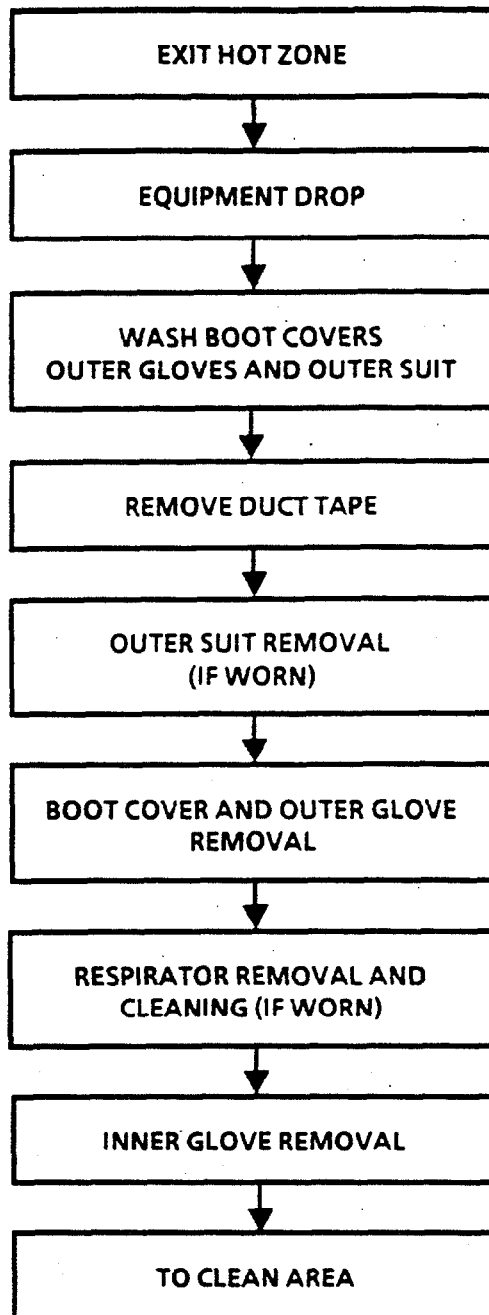 EXIT HOT ZONE
EQUIPMENT DROP
WASH BOOT COVERS
OUTER GLOVES AND OUTER SUIT
REMOVE DUCT TAPE
OUTER SUIT REMOVAL
(IF WORN)
BOOT COVER AND OUTER GLOVE
REMOVAL
RESPIRATOR REMOVAL AND
CLEANING (IF WORN)
INNER GLOVE REMOVAL
TO CLEAN AREA